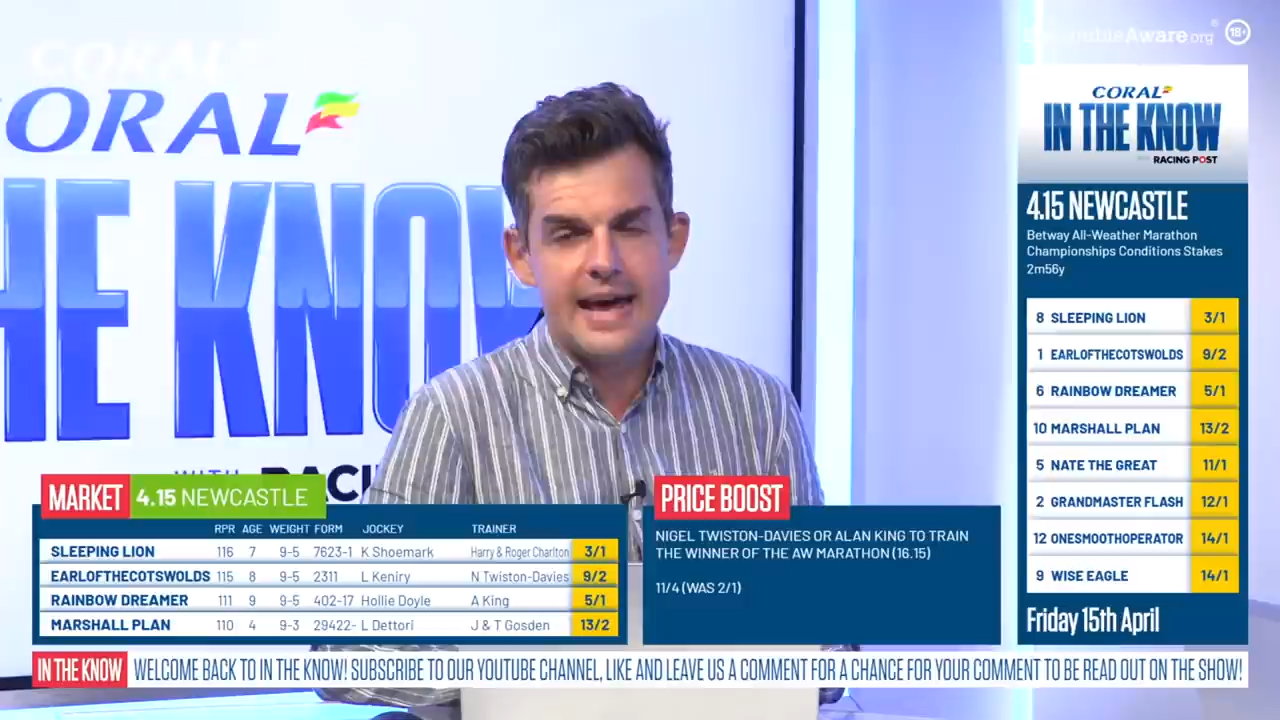 CORAL
GambleAware.org® 18+
CORAL
THE KNOW
WITH RACI
CORAL
IN THE KNOW
WITH RACING POST
4.15 NEWCASTLE
Betway All-Weather Marathon
Championships Conditions Stakes
2m56y
8 SLEEPING LION 3/1
1 EARLOFTHECOTSWOLDS 9/2
6 RAINBOW DREAMER 5/1
10 MARSHALL PLAN 13/2
5 NATE THE GREAT 11/1
2 GRANDMASTER FLASH 12/1
12 ONESMOOTHOPERATOR 14/1
9 WISE EAGLE 14/1
Friday 15th April
MARKET 4.15 NEWCASTLE
RPR AGE WEIGHT FORM JOCKEY TRAINER
SLEEPING LION 116 7 9-5 7623-1 K Shoemark Harry & Roger Charlton 3/1
EARLOFTHECOTSWOLDS 115 8 9-5 2311 L Keniry N Twiston-Davies 9/2
RAINBOW DREAMER 111 9 9-5 402-17 Hollie Doyle A King 5/1
MARSHALL PLAN 110 4 9-3 29422- L Dettori J & T Gosden 13/2
PRICE BOOST
NIGEL TWISTON-DAVIES OR ALAN KING TO TRAIN
THE WINNER OF THE AW MARATHON (16.15)
11/4 (WAS 2/1)
IN THE KNOW WELCOME BACK TO IN THE KNOW! SUBSCRIBE TO OUR YOUTUBE CHANNEL, LIKE AND LEAVE US A COMMENT FOR A CHANCE FOR YOUR COMMENT TO BE READ OUT ON THE SHOW!